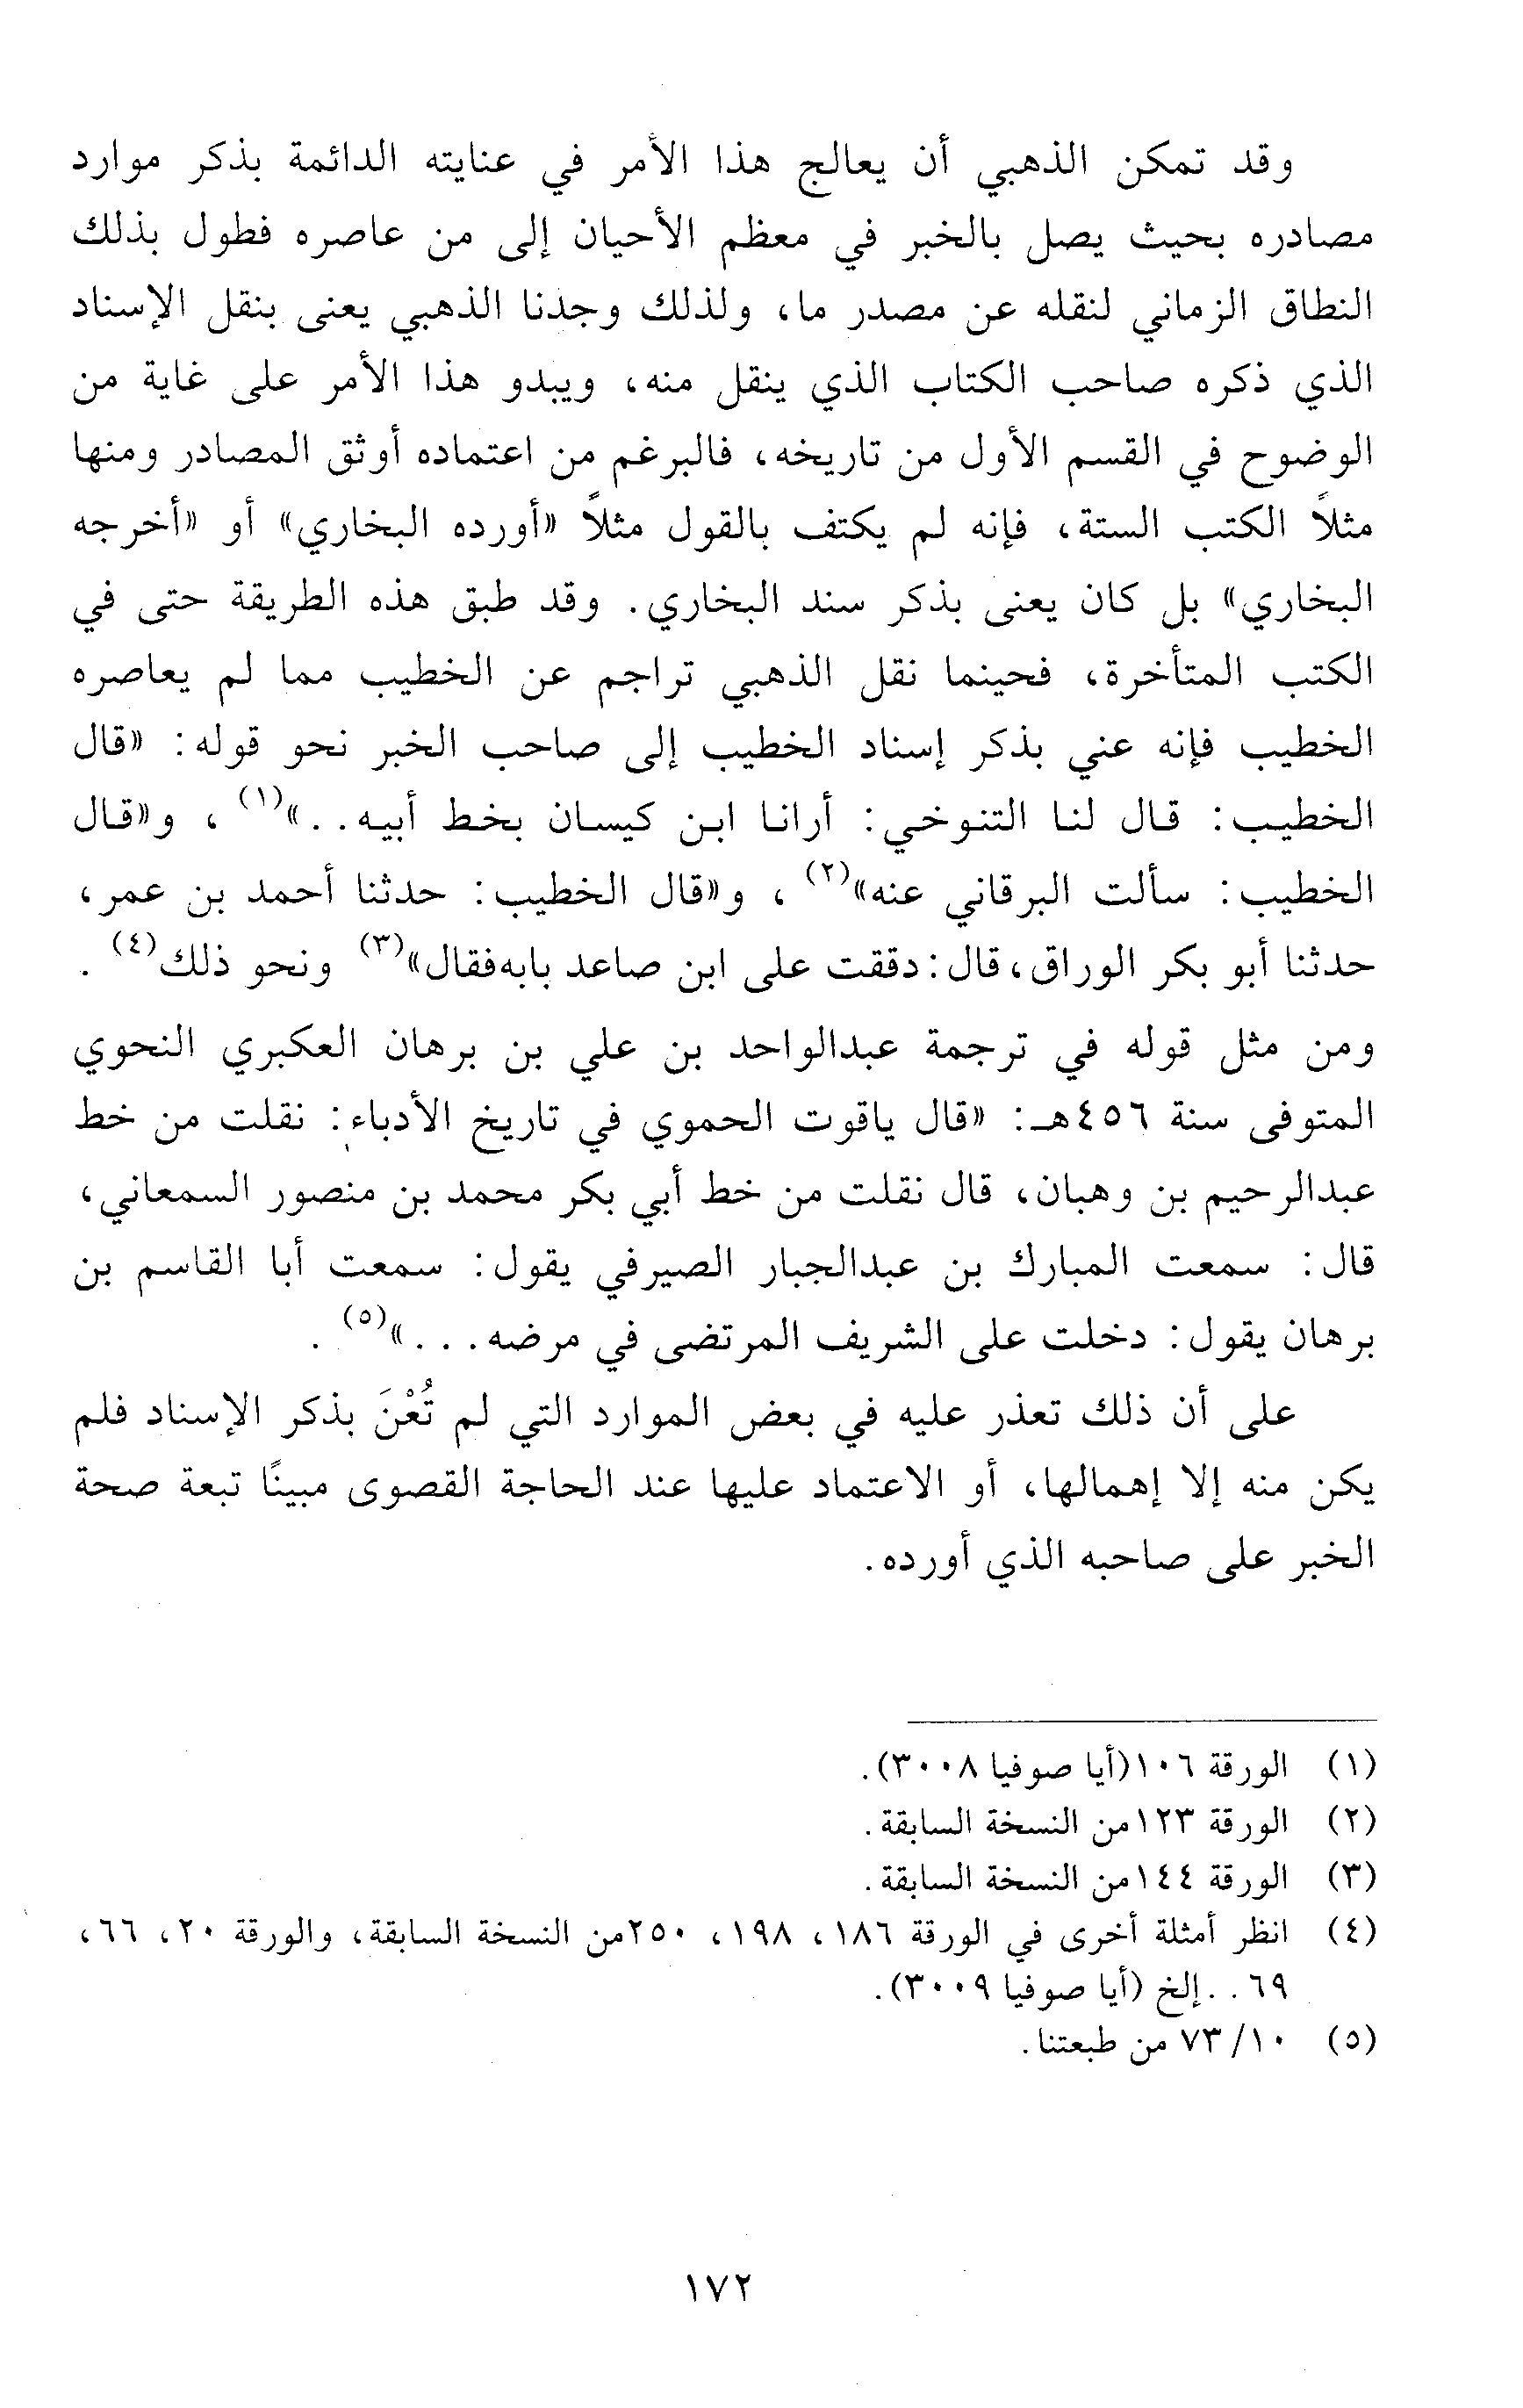 وقد تمكن الذهبي أن يعالج هذا الأمر في عنايته الدائمة بذكر موارد
مصادره بحيث يصل بالخبر في معظم الأحيان إلى من عاصره فطول بذلك
النطاق الزماني لنقله عن مصدر ما، ولذلك وجدنا الذهبي يعنى بنقل الإسناد
الذي ذكره صاحب الكتاب الذي ينقل منه، ويبدو هذا الأمر على غاية من
الوضوح في القسم الأول من تاريخه، فالبرغم من اعتماده أوثق المصادر ومنها
مثلاً الكتب الستة، فإنه لم يكتف بالقول مثلاً «أورده البخاري» أو «أخرجه
البخاري» بل كان يعنى بذكر سند البخاري. وقد طبق هذه الطريقة حتى في
الكتب المتأخرة، فحينما نقل الذهبي تراجم عن الخطيب مما لم يعاصره
الخطيب فإنه عني بذكر إسناد الخطيب إلى صاحب الخبر نحو قوله: «قال
الخطيب: قال لنا التنوخي: أرانا ابن كيسان بخط أبيه..»(١) ، و«قال
الخطيب: سألت البرقاني عنه»(٢) ، و«قال الخطيب: حدثنا أحمد بن عمر،
حدثنا أبو بكر الوراق، قال: دققت على ابن صاعد بابه فقال»(٣) ونحو ذلك(٤) .
ومن مثل قوله في ترجمة عبدالواحد بن علي بن برهان العكبري النحوي
المتوفى سنة ٤٥٦هـ: «قال ياقوت الحموي في تاريخ الأدباء: نقلت من خط
عبدالرحيم بن وهبان، قال نقلت من خط أبي بكر محمد بن منصور السمعاني،
قال: سمعت المبارك بن عبدالجبار الصيرفي يقول: سمعت أبا القاسم بن
برهان يقول: دخلت على الشريف المرتضى في مرضه...»(٥) .
على أن ذلك تعذر عليه في بعض الموارد التي لم تُعْنَ بذكر الإسناد فلم
يكن منه إلا إهمالها، أو الاعتماد عليها عند الحاجة القصوى مبينًا تبعة صحة
الخبر على صاحبه الذي أورده.
(١) الورقة ١٠٦(أيا صوفيا ٣٠٠٨).
(٢) الورقة ١٢٣من النسخة السابقة.
(٣) الورقة ١٤٤من النسخة السابقة.
(٤) انظر أمثلة أخرى في الورقة ١٨٦، ١٩٨، ٢٥٠من النسخة السابقة، والورقة ٢٠، ٦٦،
٦٩..إلخ (أيا صوفيا ٣٠٠٩).
(٥) ١٠/ ٧٣ من طبعتنا.
١٧٢